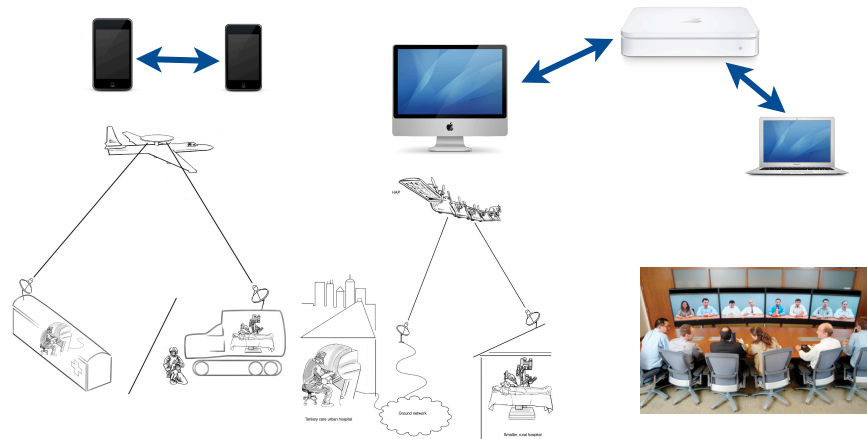 HAP
Tertiary care urban hospital
Ground network
Smaller, rural hospital